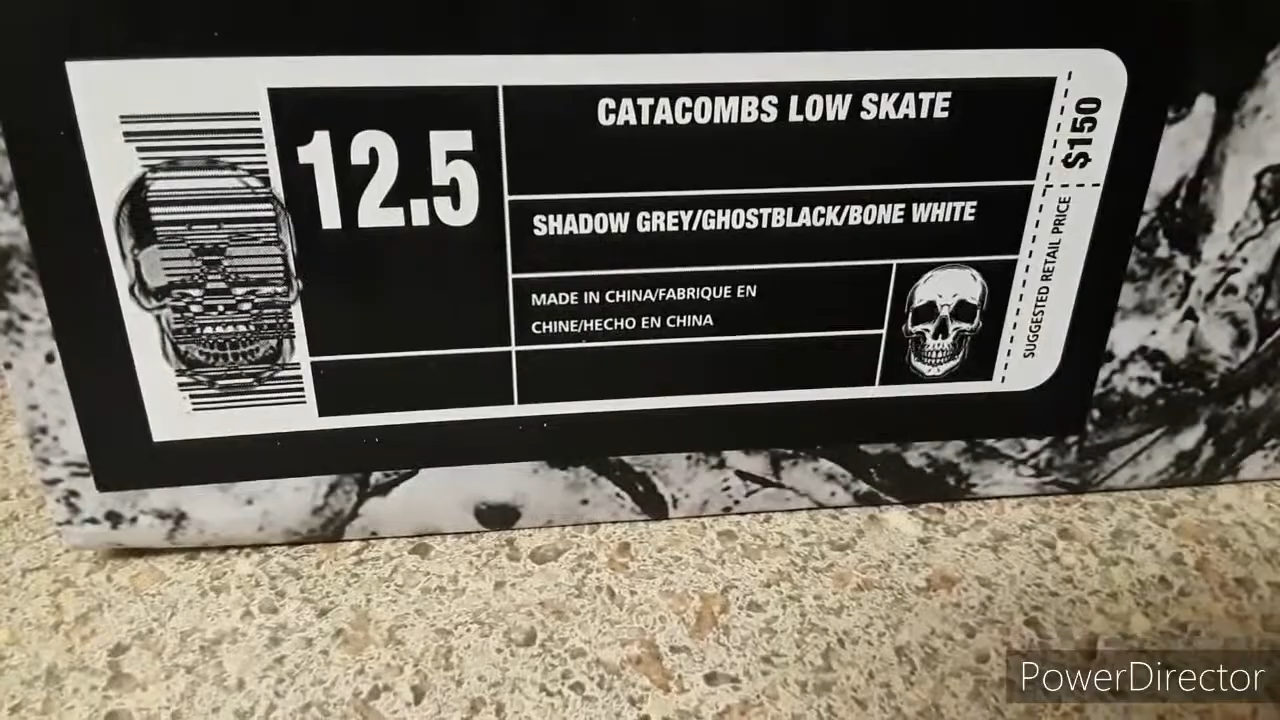 12.5
CATACOMBS LOW SKATE
SHADOW GREY/GHOSTBLACK/BONE WHITE
MADE IN CHINA/FABRIQUE EN
CHINE/HECHO EN CHINA
SUGGESTED RETAIL PRICE
$150
PowerDirector